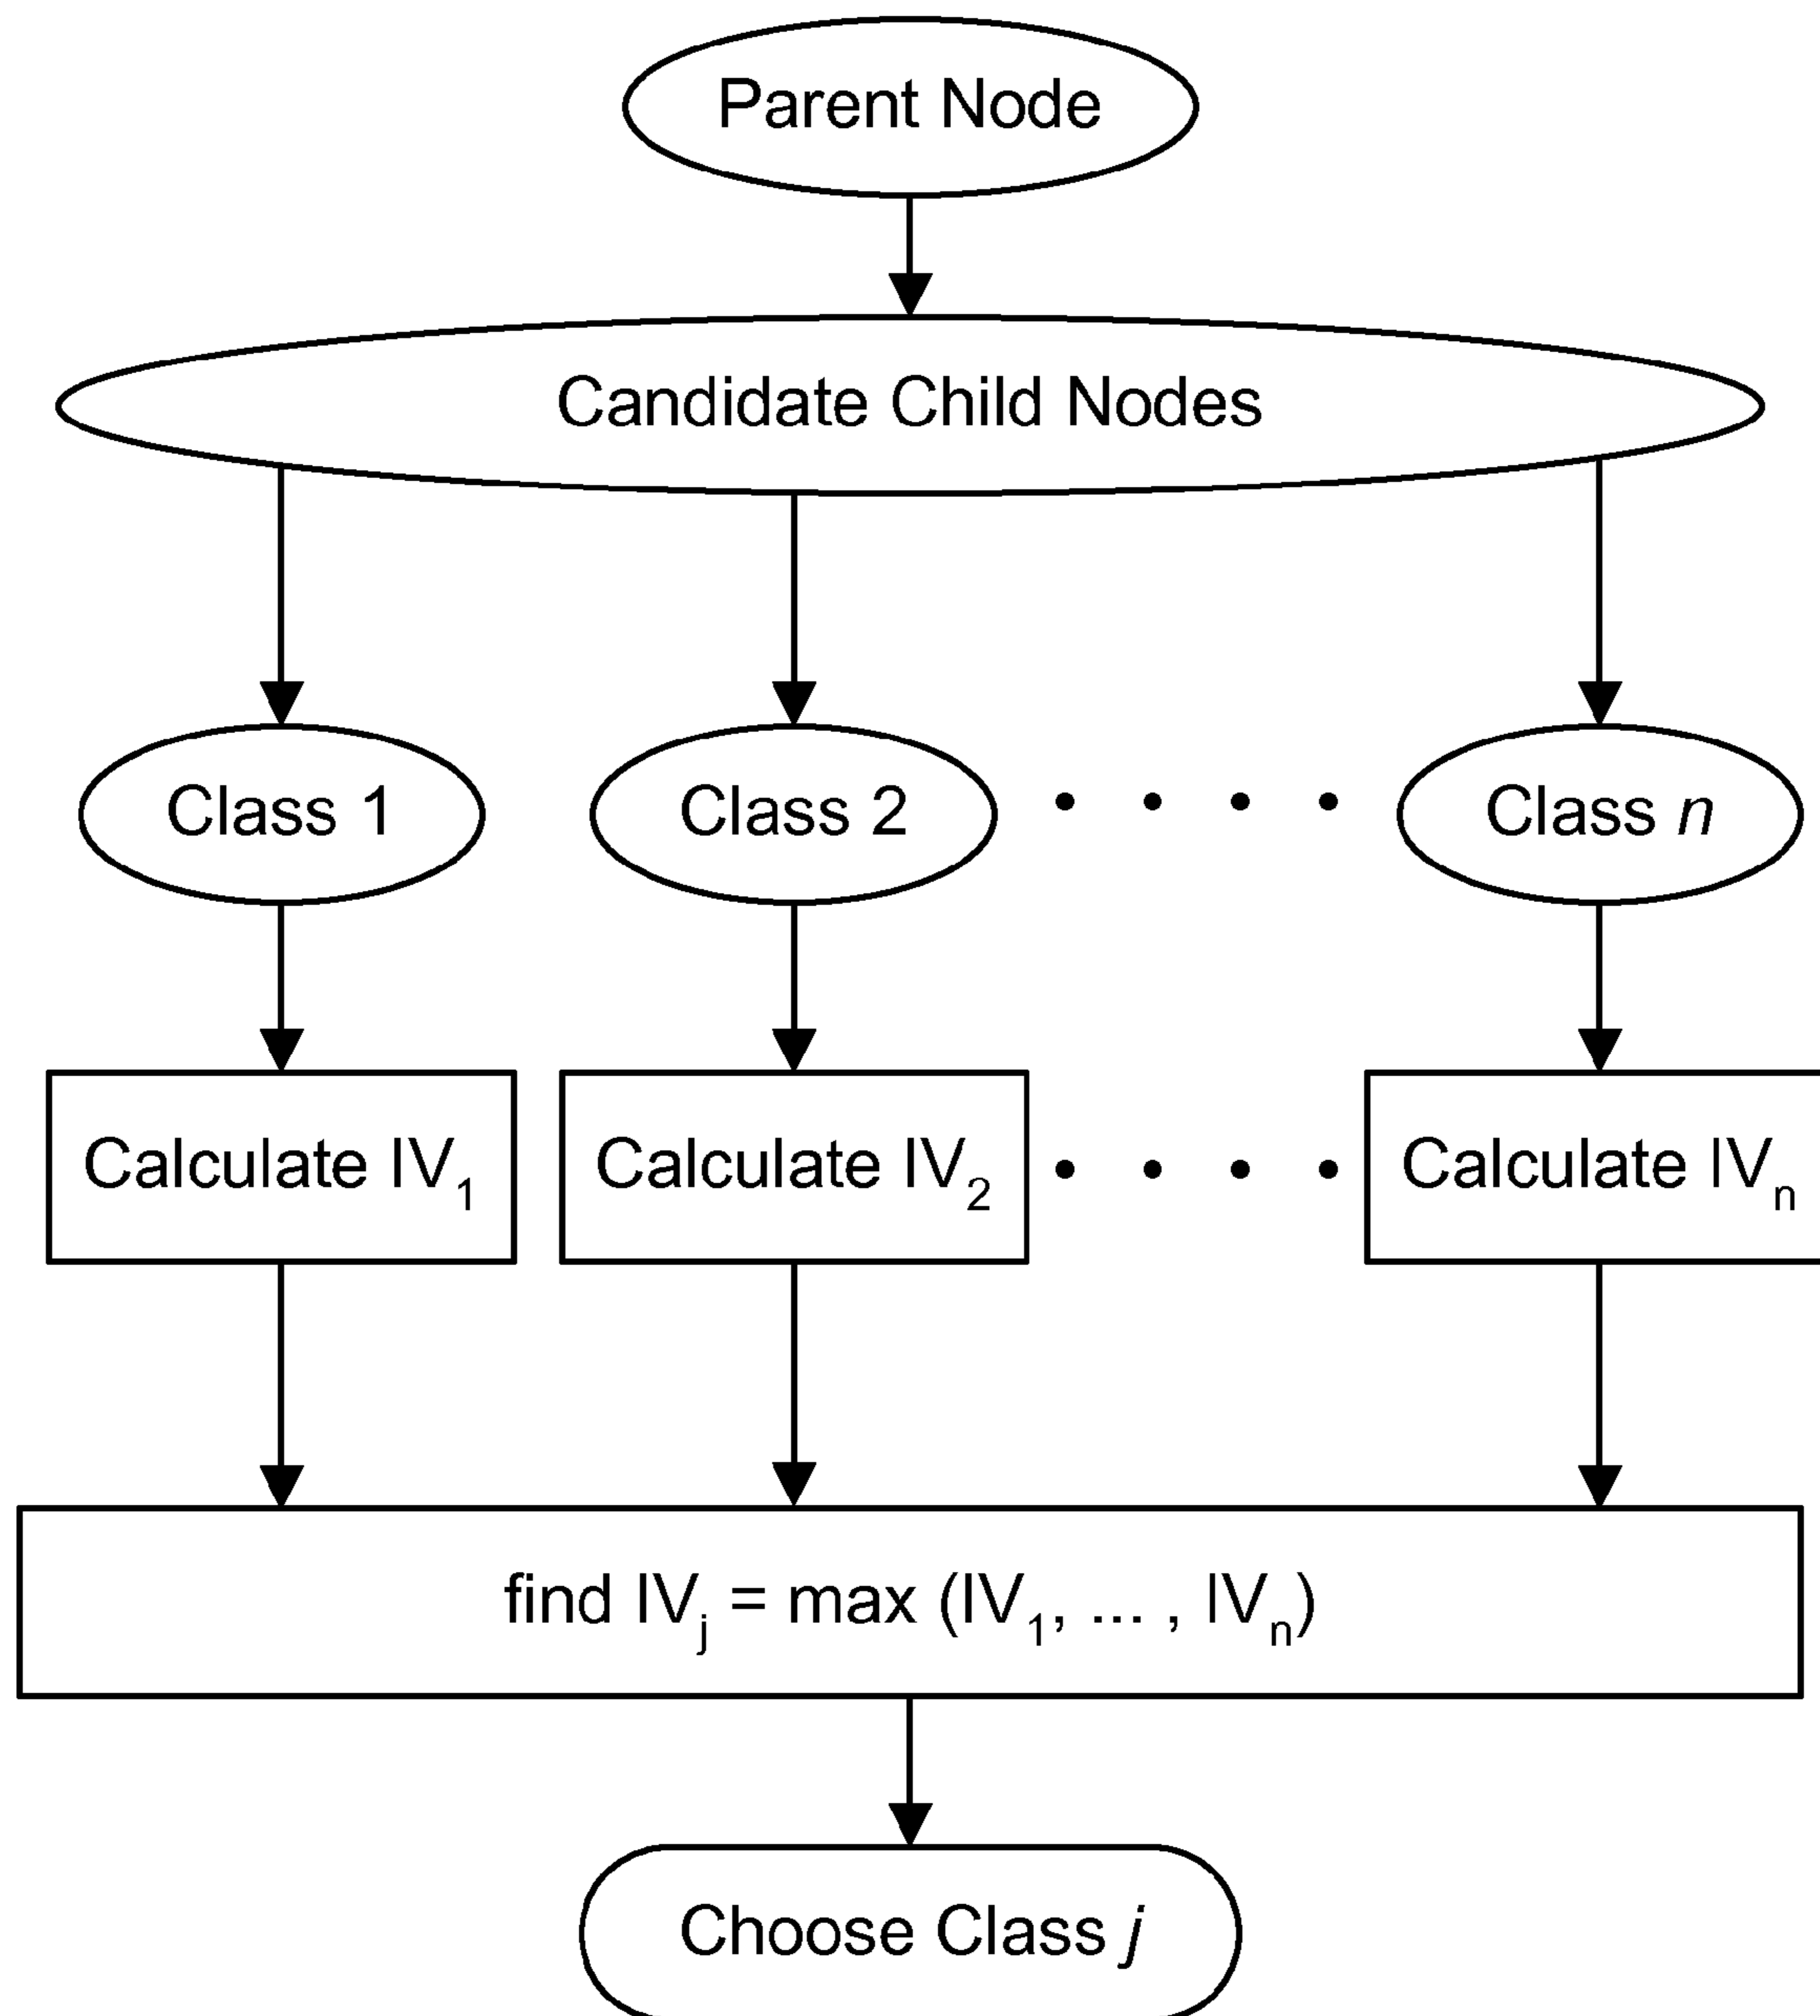 Parent Node
Candidate Child Nodes
Class 1
Class 2
Class n
Calculate IV₁
Calculate IV₂
Calculate IVₙ
find IVⱼ = max (IV₁, ... , IVₙ)
Choose Class j